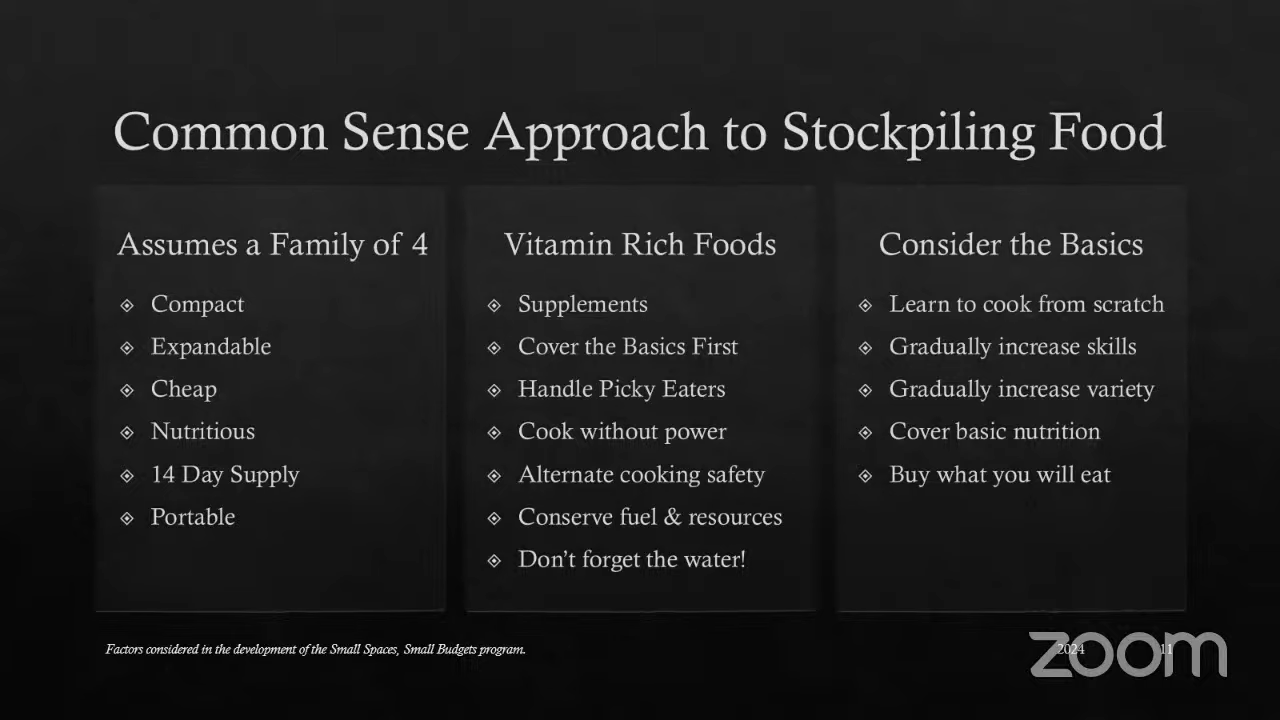 Common Sense Approach to Stockpiling Food
Assumes a Family of 4
Compact
Expandable
Cheap
Nutritious
14 Day Supply
Portable
Vitamin Rich Foods
Supplements
Cover the Basics First
Handle Picky Eaters
Cook without power
Alternate cooking safety
Conserve fuel & resources
Don't forget the water!
Consider the Basics
Learn to cook from scratch
Gradually increase skills
Gradually increase variety
Cover basic nutrition
Buy what you will eat
Factors considered in the development of the Small Spaces, Small Budgets program.
2024
11
zoom